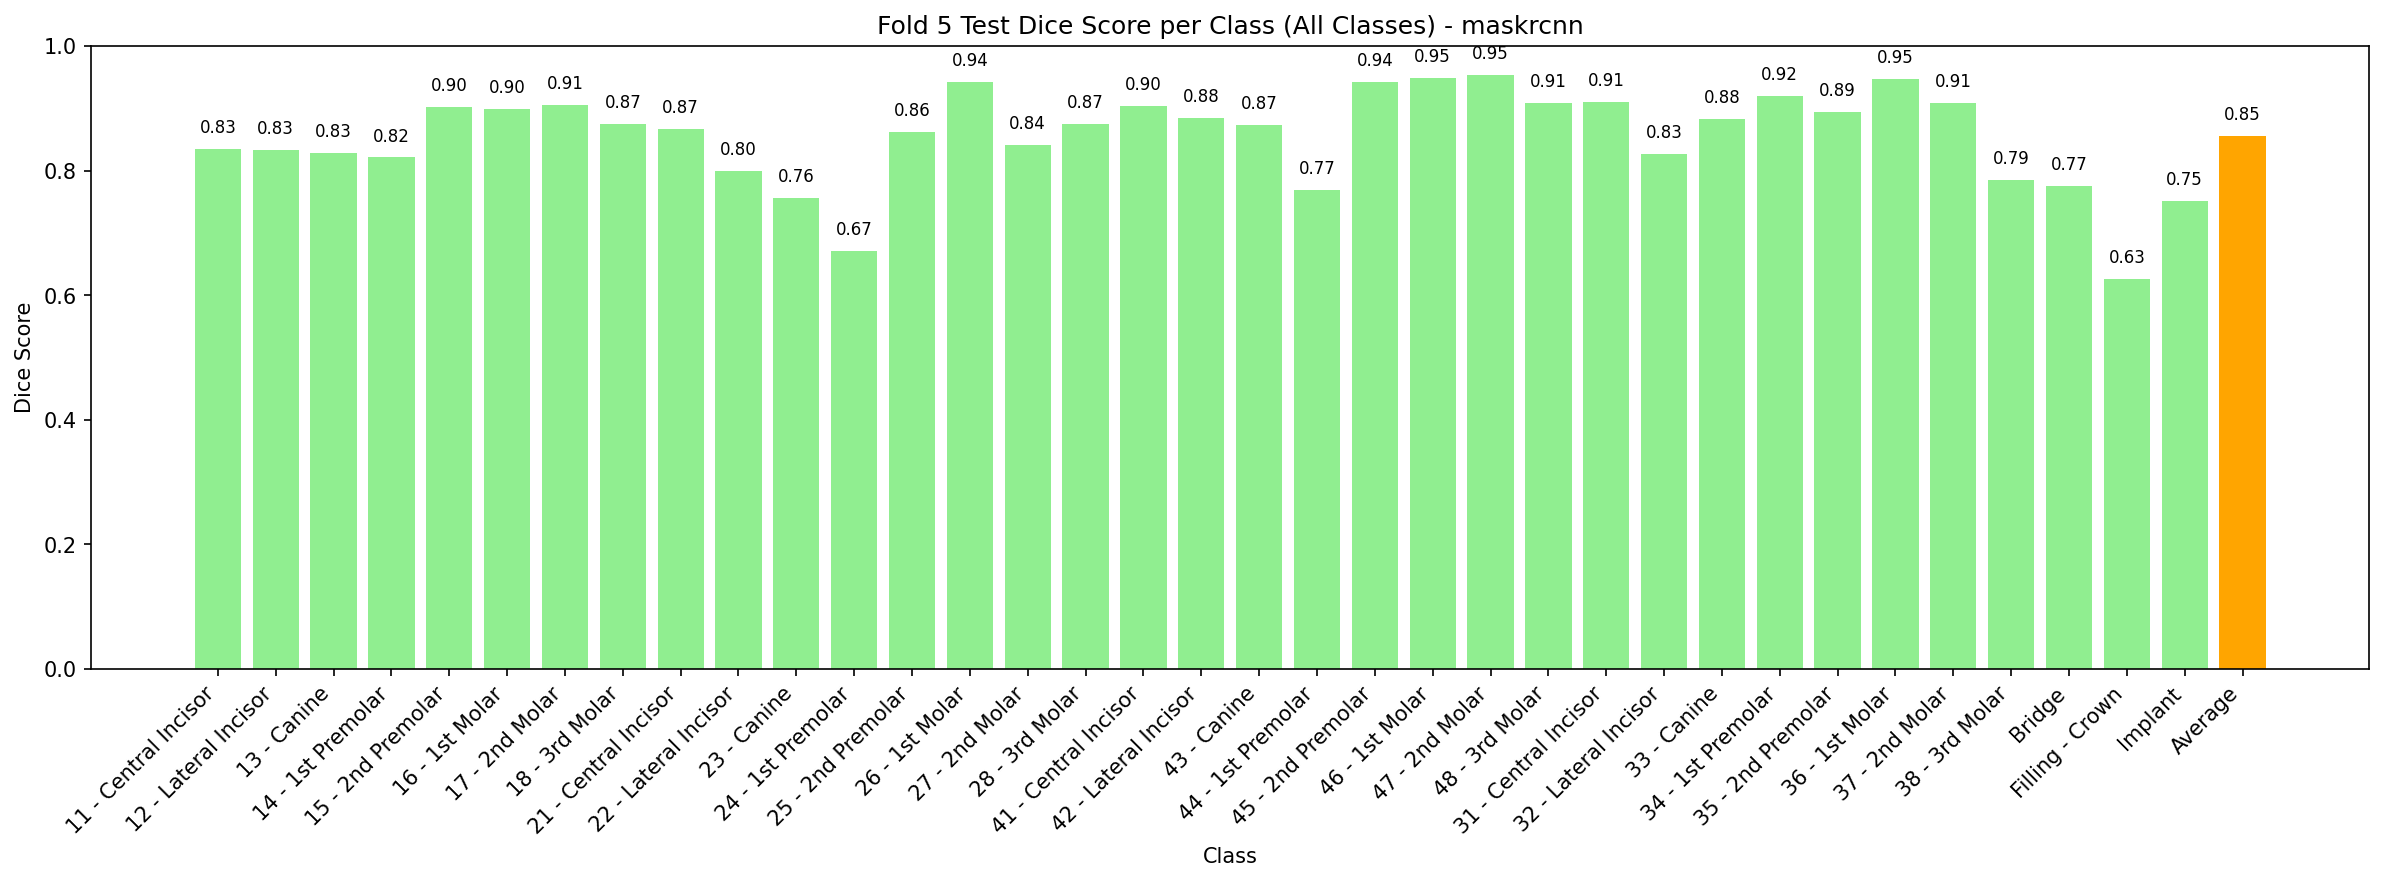 Fold 5 Test Dice Score per Class (All Classes) - maskrcnn
Dice Score
1.0
0.8
0.6
0.4
0.2
0.0
0.83
0.83
0.83
0.82
0.90
0.90
0.91
0.87
0.87
0.80
0.76
0.67
0.86
0.94
0.84
0.87
0.90
0.88
0.87
0.77
0.94
0.95
0.95
0.91
0.91
0.83
0.88
0.92
0.89
0.95
0.91
0.79
0.77
0.63
0.75
0.85
11 - Central Incisor
12 - Lateral Incisor
13 - Canine
14 - 1st Premolar
15 - 2nd Premolar
16 - 1st Molar
17 - 2nd Molar
18 - 3rd Molar
21 - Central Incisor
22 - Lateral Incisor
23 - Canine
24 - 1st Premolar
25 - 2nd Premolar
26 - 1st Molar
27 - 2nd Molar
28 - 3rd Molar
41 - Central Incisor
42 - Lateral Incisor
43 - Canine
44 - 1st Premolar
45 - 2nd Premolar
46 - 1st Molar
47 - 2nd Molar
48 - 3rd Molar
31 - Central Incisor
32 - Lateral Incisor
33 - Canine
34 - 1st Premolar
35 - 2nd Premolar
36 - 1st Molar
37 - 2nd Molar
38 - 3rd Molar
Bridge
Filling - Crown
Implant
Average
Class